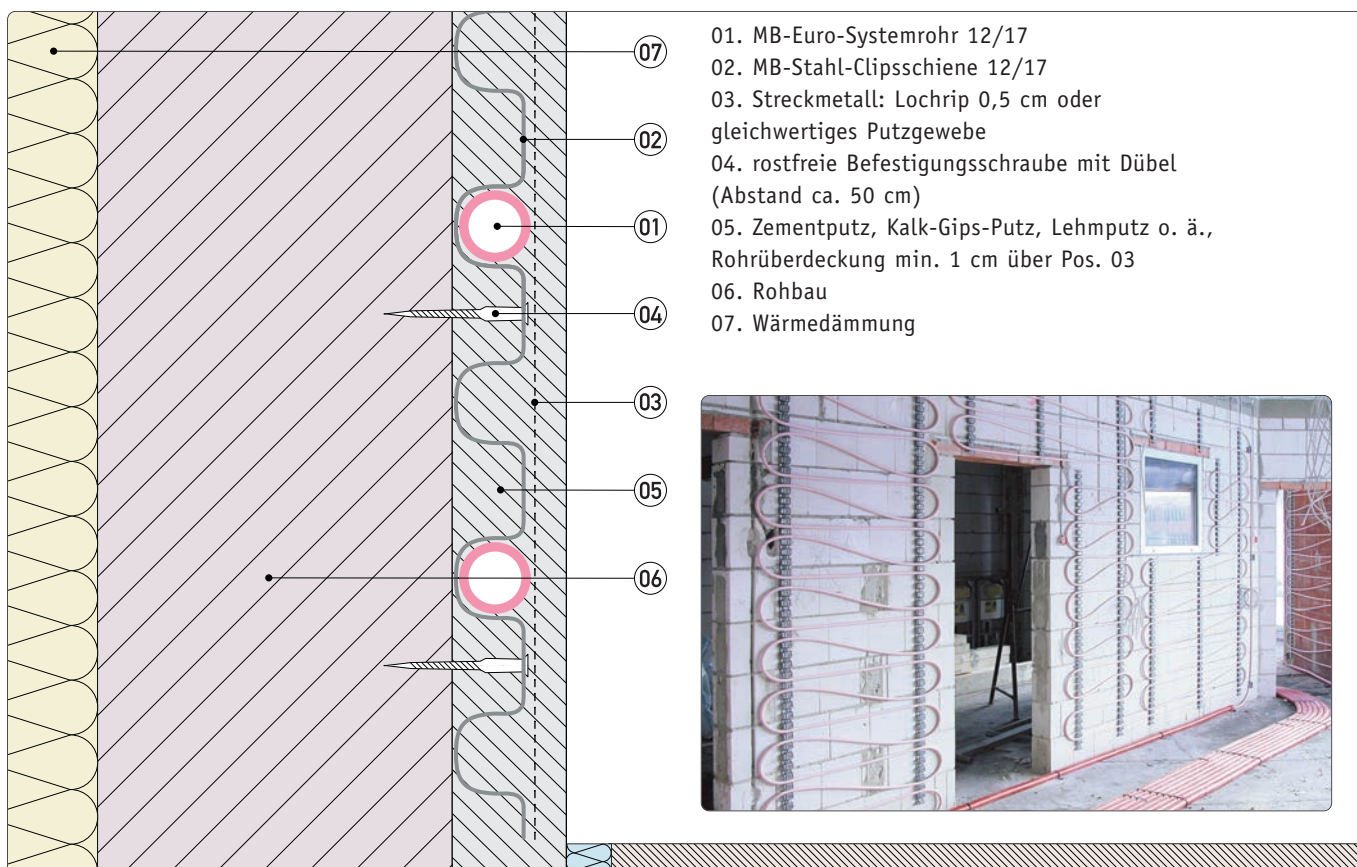 01. MB-Euro-Systemrohr 12/17
02. MB-Stahl-Clipsschiene 12/17
03. Streckmetall: Lochrip 0,5 cm oder
gleichwertiges Putzgewebe
04. rostfreie Befestigungsschraube mit Dübel
(Abstand ca. 50 cm)
05. Zementputz, Kalk-Gips-Putz, Lehmputz o. ä.,
Rohrüberdeckung min. 1 cm über Pos. 03
06. Rohbau
07. Wärmedämmung
07
02
01
04
03
05
06